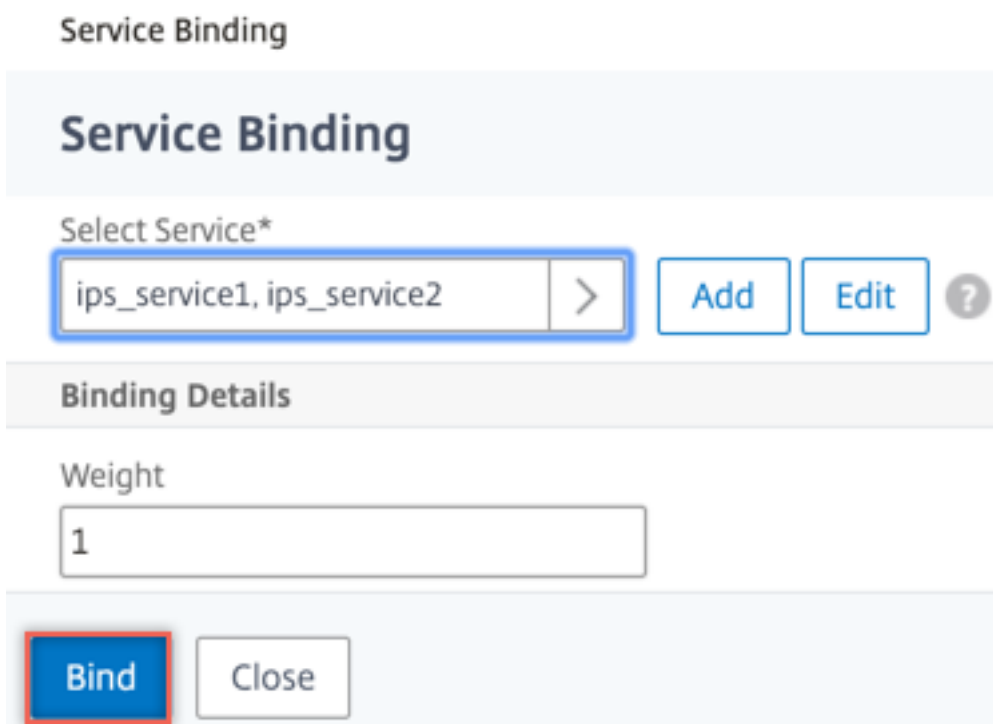 Service Binding
Service Binding
Select Service*
ips_service1, ips_service2
Add
Edit
?
Binding Details
Weight
1
Bind
Close